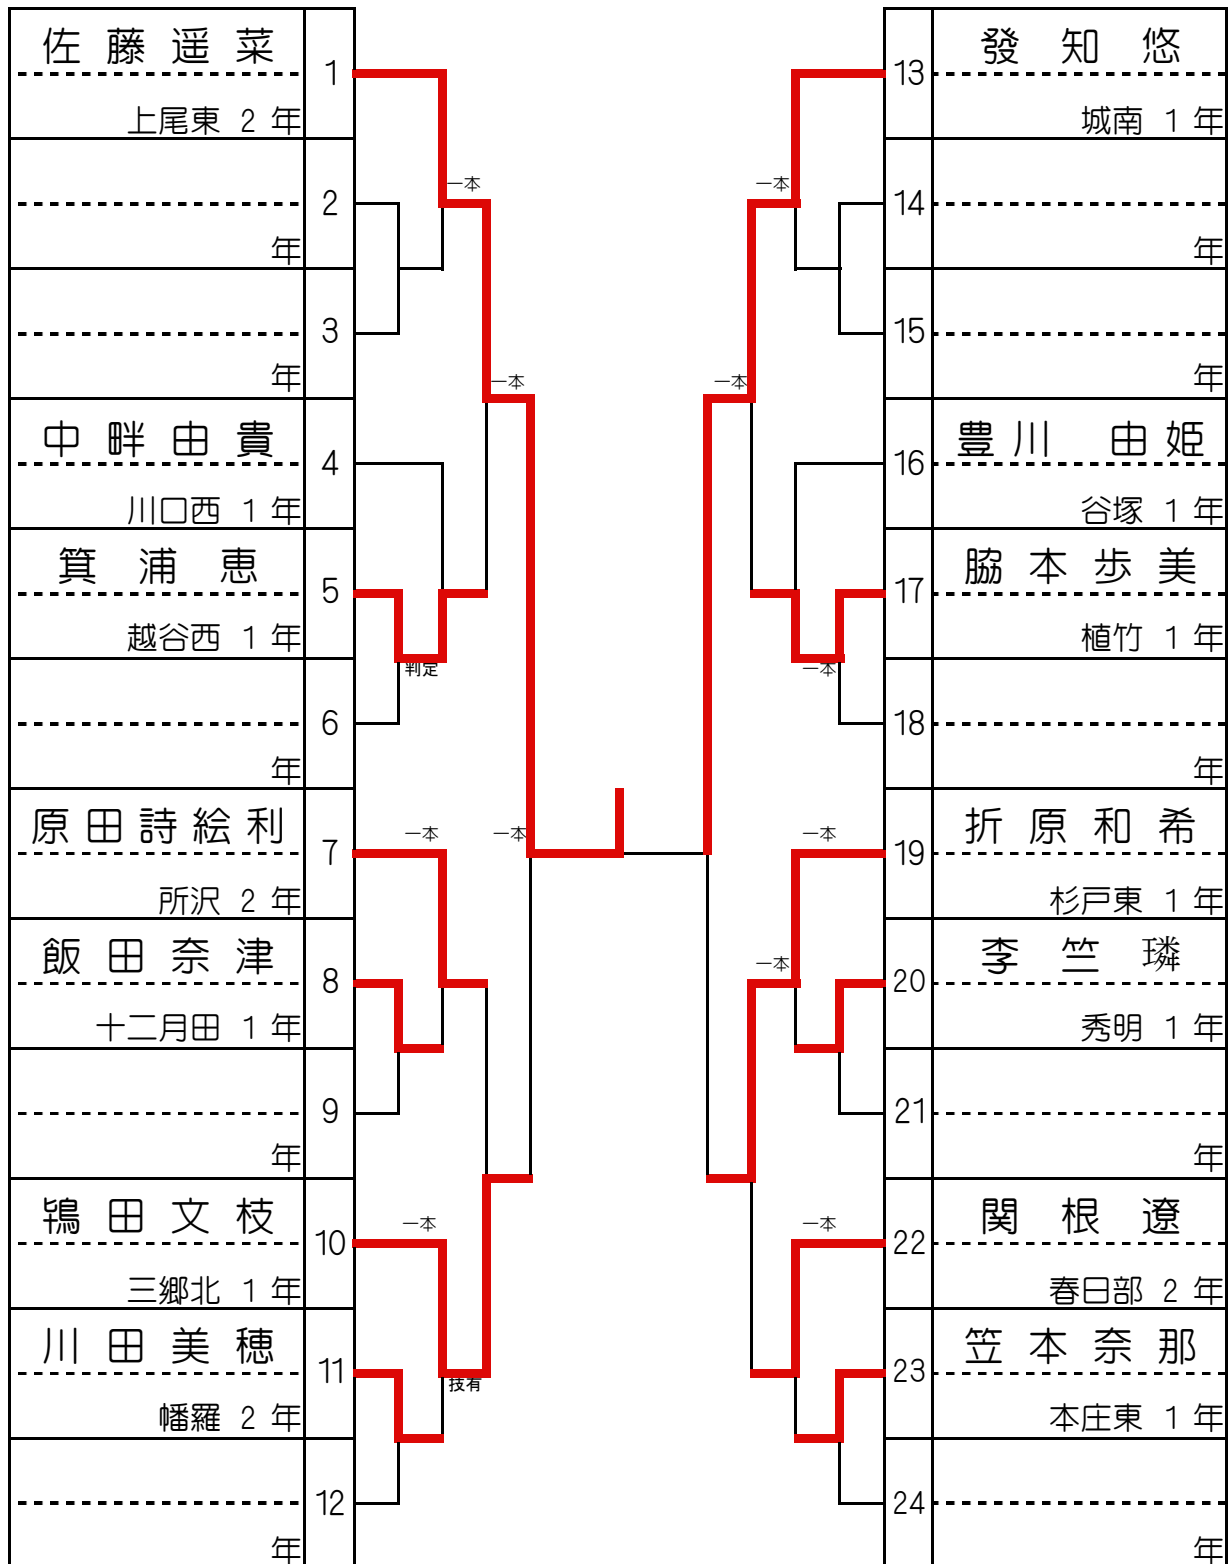 佐藤遥菜
1
上尾東 2 年
一本
2
年
3
年
一本
中畔由貴
4
川口西 1 年
箕浦恵
5
越谷西 1 年
判定
6
年
原田詩絵利
7
一本
一本
所沢 2 年
飯田奈津
8
十二月田 1 年
9
年
鴇田文枝
10
一本
三郷北 1 年
川田美穂
11
技有
幡羅 2 年
12
年
發知悠
13
城南 1 年
一本
14
年
15
年
一本
豊川 由姫
16
谷塚 1 年
脇本歩美
17
植竹 1 年
一本
18
年
折原和希
19
一本
杉戸東 1 年
李竺璘
20
一本
秀明 1 年
21
年
関根遼
22
一本
春日部 2 年
笠本奈那
23
本庄東 1 年
24
年